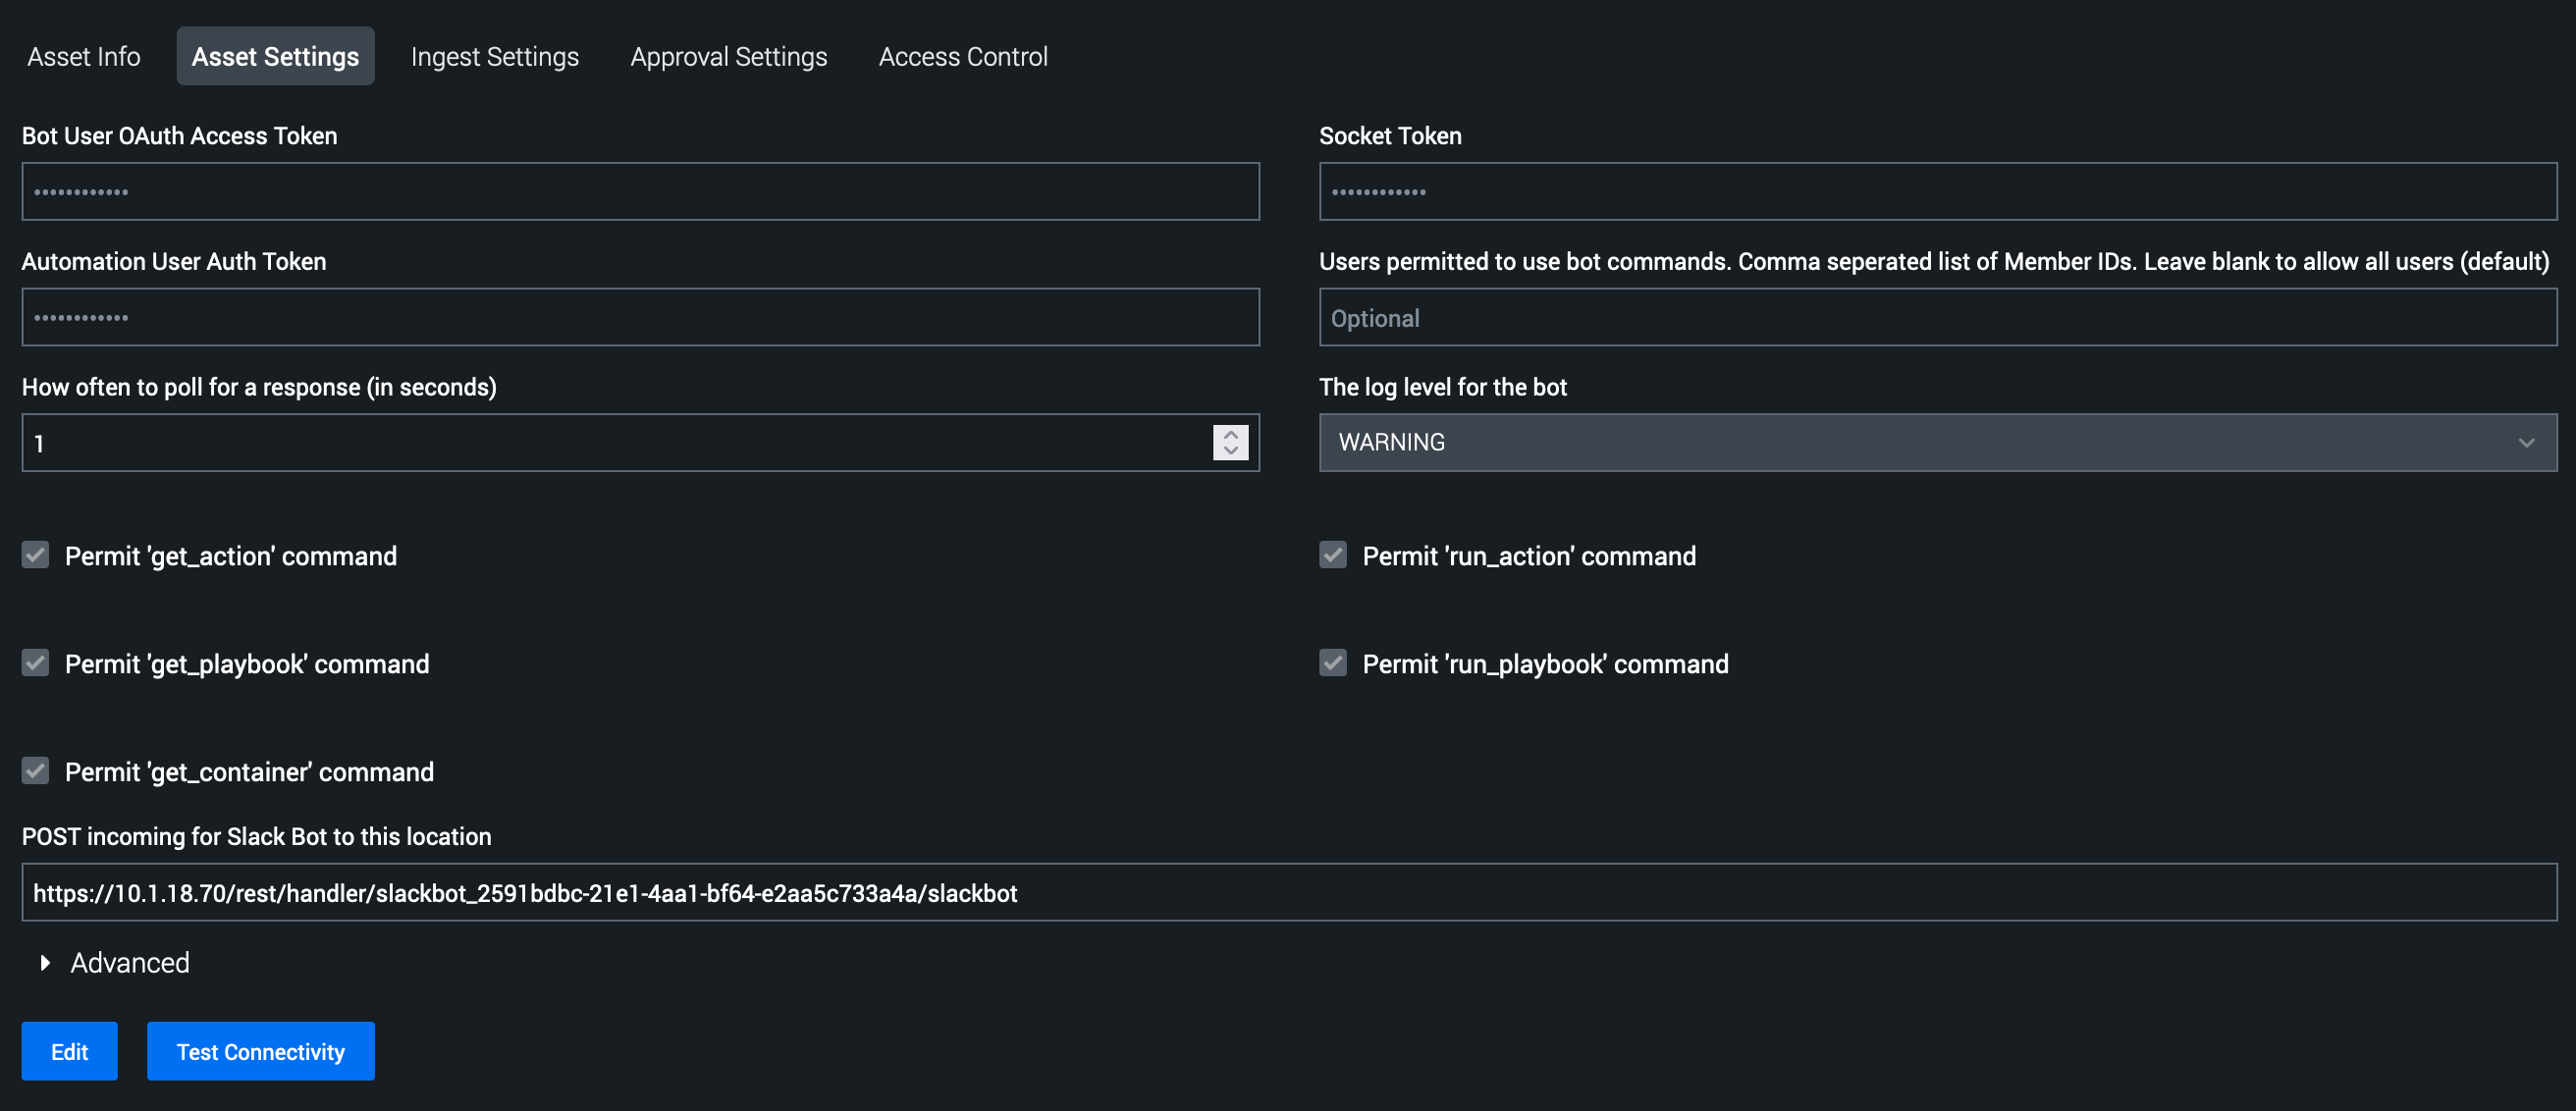 Asset Info Asset Settings Ingest Settings Approval Settings Access Control
Bot User OAuth Access Token
••••••••••••
Socket Token
••••••••••••
Automation User Auth Token
••••••••••••
Users permitted to use bot commands. Comma seperated list of Member IDs. Leave blank to allow all users (default)
Optional
How often to poll for a response (in seconds)
1
The log level for the bot
WARNING
Permit 'get_action' command
Permit 'run_action' command
Permit 'get_playbook' command
Permit 'run_playbook' command
Permit 'get_container' command
POST incoming for Slack Bot to this location
https://10.1.18.70/rest/handler/slackbot_2591bdbc-21e1-4aa1-bf64-e2aa5c733a4a/slackbot
Advanced
Edit Test Connectivity